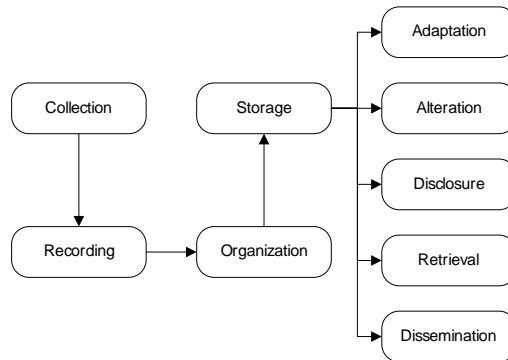 Collection
Recording
Organization
Storage
Adaptation
Alteration
Disclosure
Retrieval
Dissemination